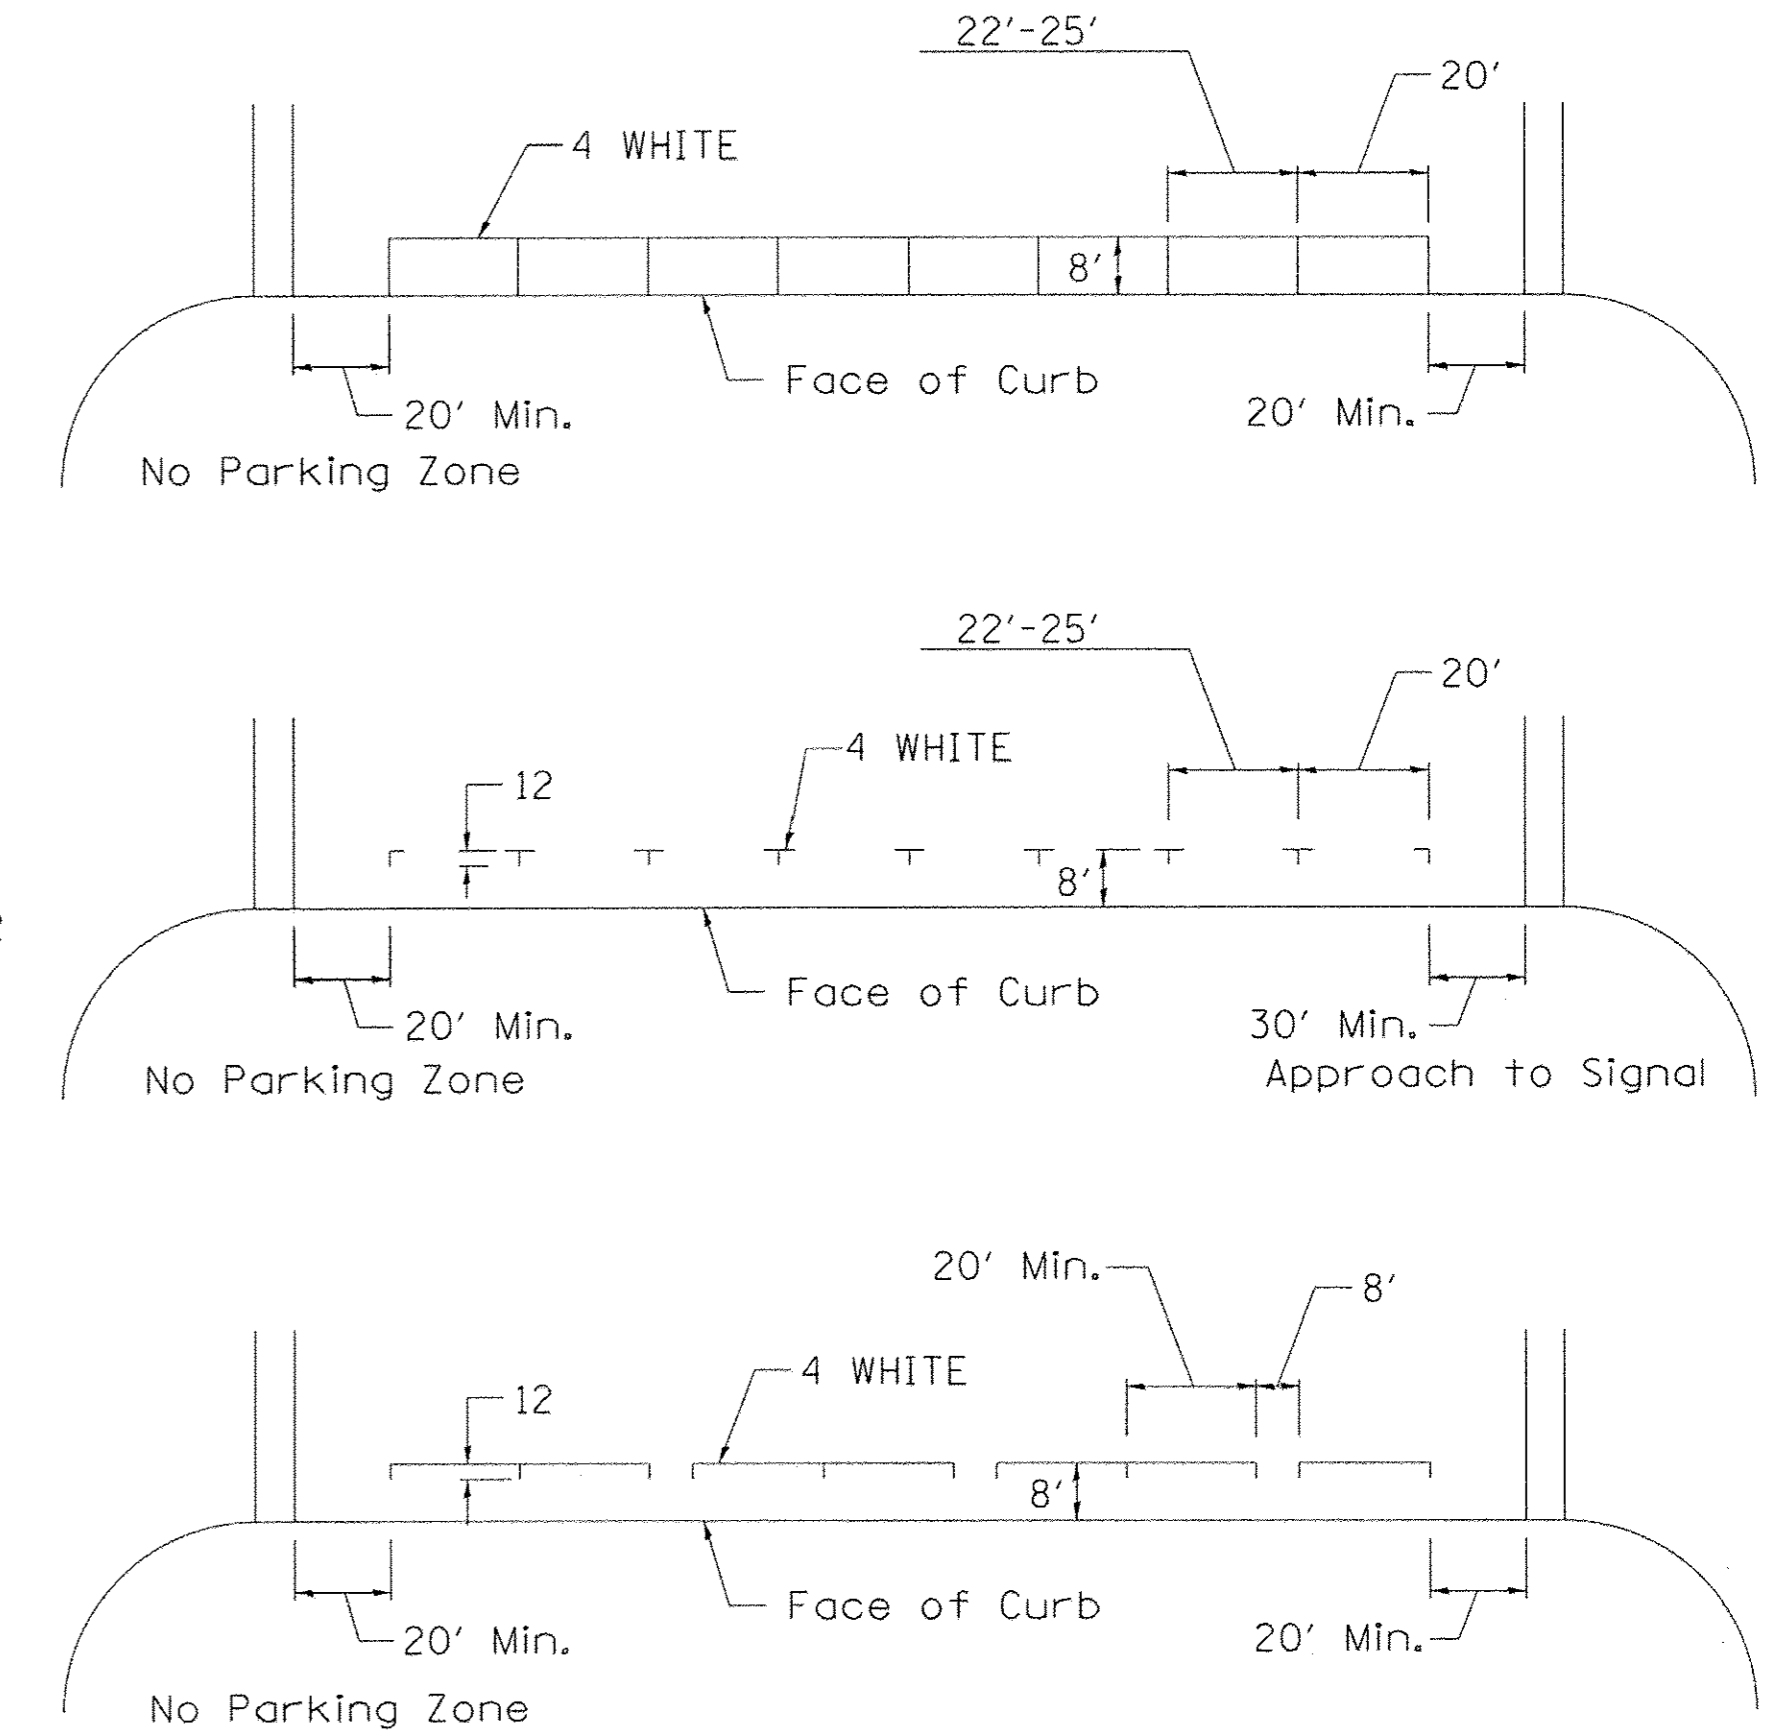 22'-25'
20'
4 WHITE
8'
Face of Curb
20' Min.
20' Min.
No Parking Zone
22'-25'
20'
4 WHITE
12
8'
Face of Curb
20' Min.
30' Min.
No Parking Zone
Approach to Signal
20' Min.
8'
4 WHITE
12
8'
Face of Curb
20' Min.
20' Min.
No Parking Zone